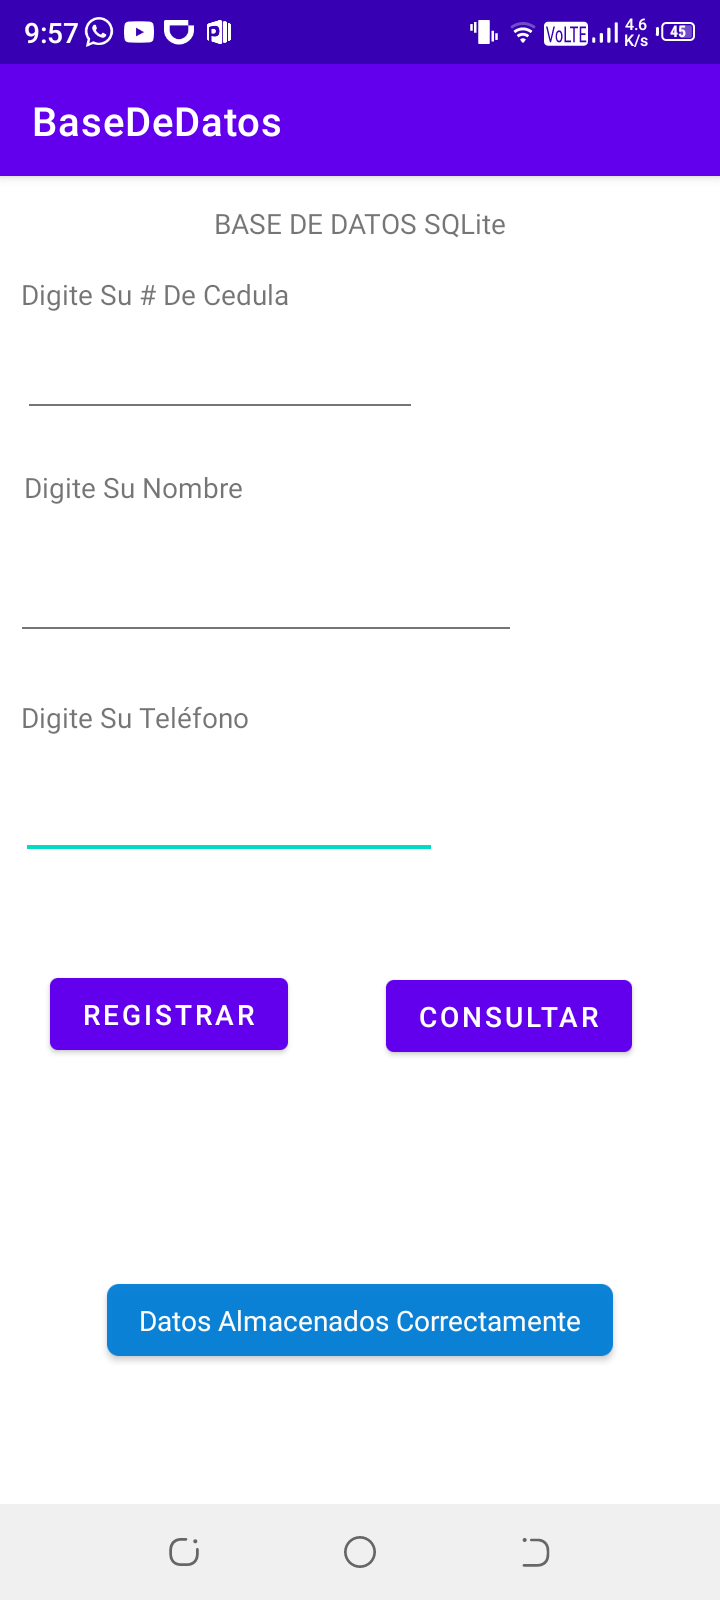 9:57 VoLTE 4.6 K/s 45
BaseDeDatos
BASE DE DATOS SQLite
Digite Su # De Cedula
Digite Su Nombre
Digite Su Teléfono
REGISTRAR CONSULTAR
Datos Almacenados Correctamente